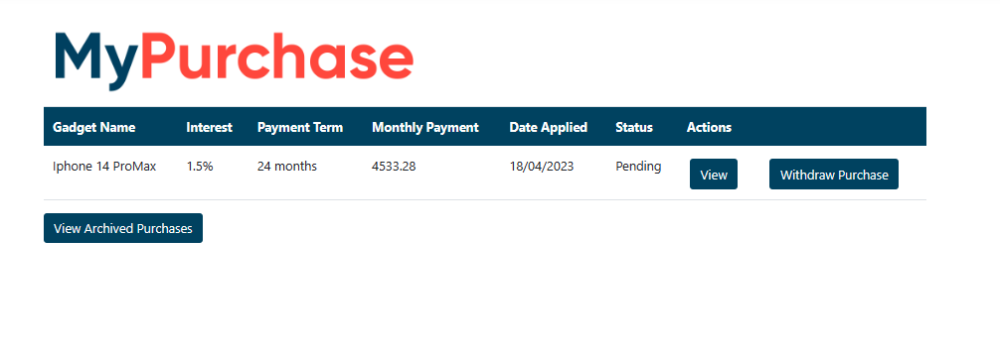 MyPurchase
Gadget Name Interest Payment Term Monthly Payment Date Applied Status Actions
Iphone 14 ProMax 1.5% 24 months 4533.28 18/04/2023 Pending View Withdraw Purchase
View Archived Purchases